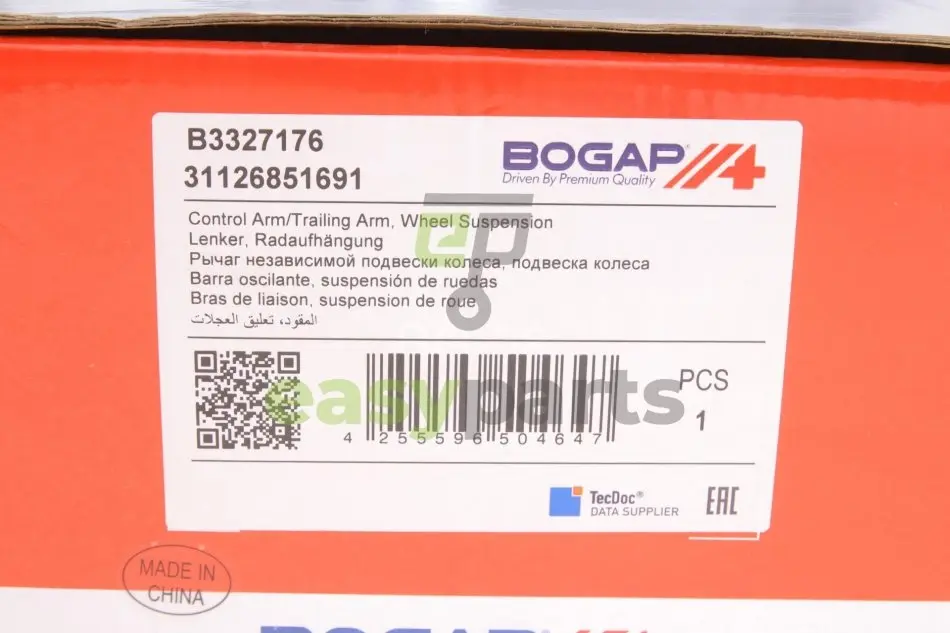 B3327176
31126851691
BOGAP
Driven By Premium Quality
Control Arm/Trailing Arm, Wheel Suspension
Lenker, Radaufhängung
Рычаг независимой подвески колеса, подвеска колеса
Barra oscilante, suspensión de ruedas
Bras de liaison, suspension de roue
المقود، تعليق العجلات
easyparts
PCS
1
4 255596 504647
TecDoc®
DATA SUPPLIER
EAC
MADE IN
CHINA
BOGAP